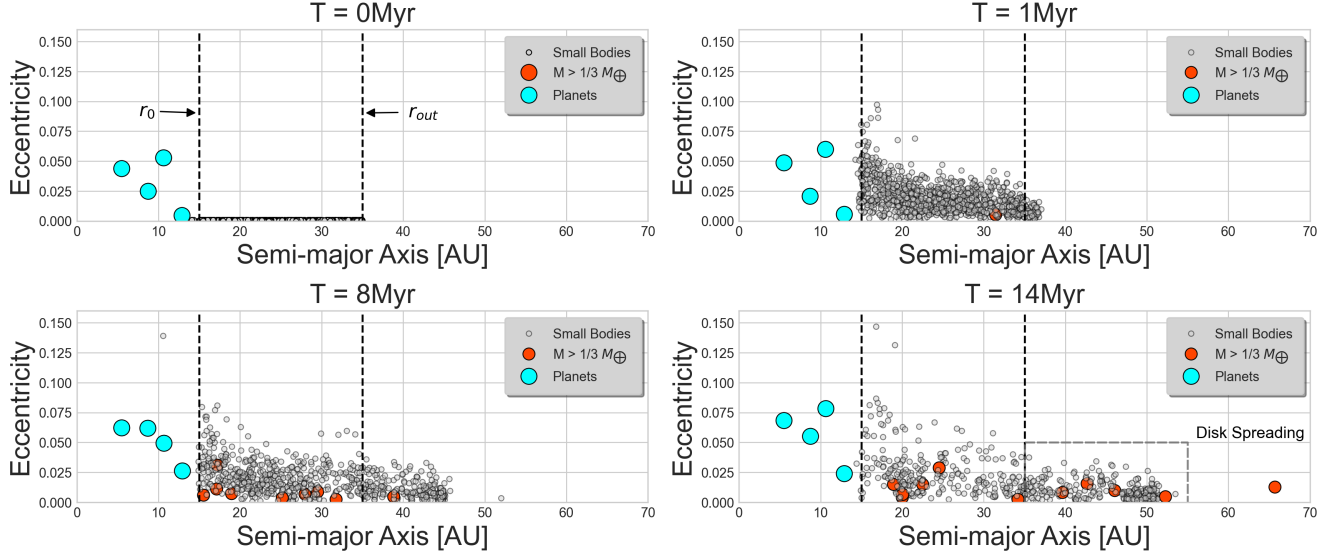 T = 0Myr
0.150
0.125
0.100
0.075
0.050
0.025
0.000
Eccentricity
r0
rout
Small Bodies
M > 1/3 M⊕
Planets
0 10 20 30 40 50 60 70
Semi-major Axis [AU]
T = 1Myr
0.150
0.125
0.100
0.075
0.050
0.025
0.000
Eccentricity
Small Bodies
M > 1/3 M⊕
Planets
0 10 20 30 40 50 60 70
Semi-major Axis [AU]
T = 8Myr
0.150
0.125
0.100
0.075
0.050
0.025
0.000
Eccentricity
Small Bodies
M > 1/3 M⊕
Planets
0 10 20 30 40 50 60 70
Semi-major Axis [AU]
T = 14Myr
0.150
0.125
0.100
0.075
0.050
0.025
0.000
Eccentricity
Small Bodies
M > 1/3 M⊕
Planets
Disk Spreading
0 10 20 30 40 50 60 70
Semi-major Axis [AU]